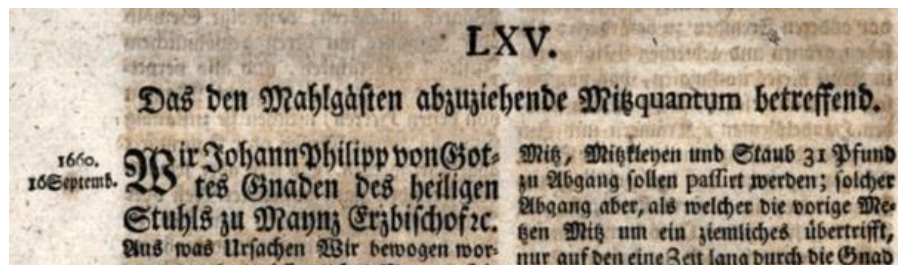 LXV.
Das den Mahlgästen abzuziehende Mitzquantum betreffend.
1660.
16 Septemb.
Wir Johann Philipp von Got-
tes Gnaden des heiligen
Stuhls zu Maynz Erzbischof ꝛc.
Aus was Ursachen Wir bewogen wor-
Mitz, Mitzkleyen und Staub 31 Pfund
zu Abgang sollen passirt werden; solcher
Abgang aber, als welcher die vorige Me-
tzen Mitz um ein ziemliches übertrifft,
nur auf den eine Zeit lang durch die Gnad